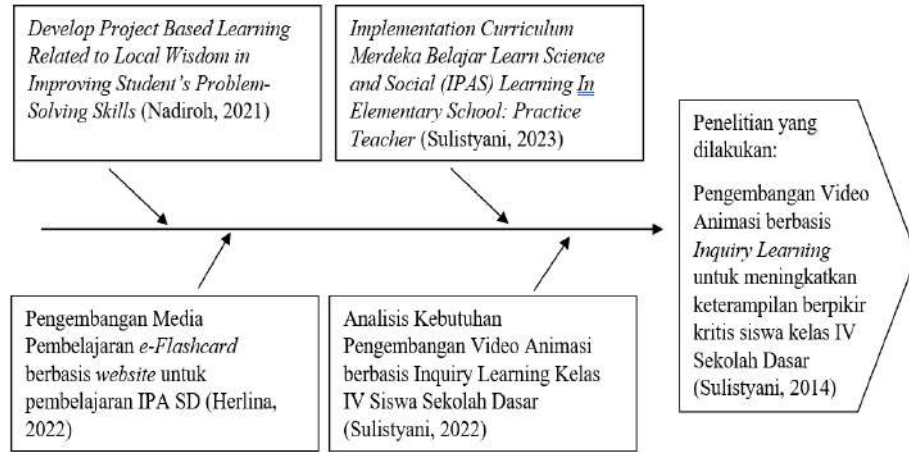 Develop Project Based Learning
Related to Local Wisdom in
Improving Student's Problem-
Solving Skills (Nadiroh, 2021)
Implementation Curriculum
Merdeka Belajar Learn Science
and Social (IPAS) Learning In
Elementary School: Practice
Teacher (Sulistyani, 2023)
Penelitian yang
dilakukan:
Pengembangan Video
Animasi berbasis
Inquiry Learning
untuk meningkatkan
keterampilan berpikir
kritis siswa kelas IV
Sekolah Dasar
(Sulistyani, 2014)
Pengembangan Media
Pembelajaran e-Flashcard
berbasis website untuk
pembelajaran IPA SD (Herlina,
2022)
Analisis Kebutuhan
Pengembangan Video Animasi
berbasis Inquiry Learning Kelas
IV Siswa Sekolah Dasar
(Sulistyani, 2022)